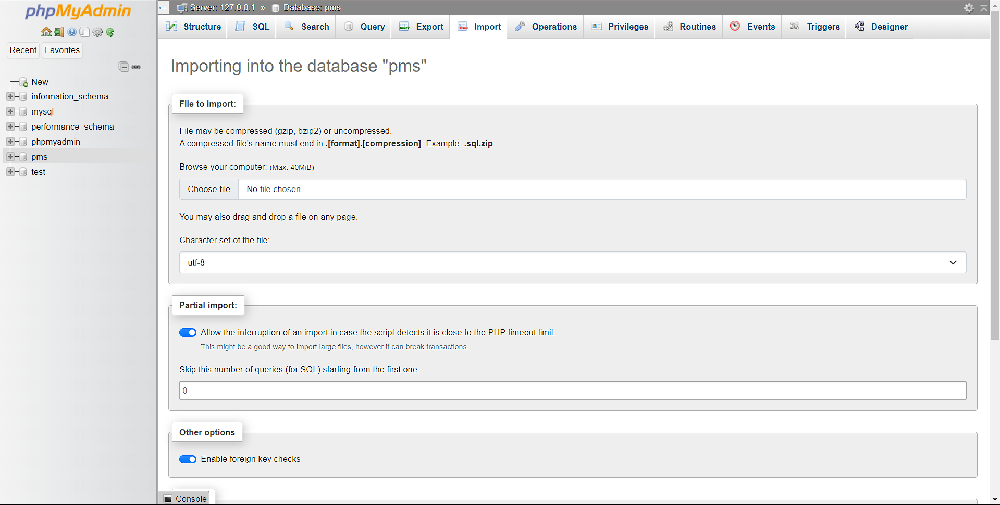 phpMyAdmin
Recent Favorites
New
information_schema
mysql
performance_schema
phpmyadmin
pms
test
Server: 127.0.0.1 » Database: pms
Structure SQL Search Query Export Import Operations Privileges Routines Events Triggers Designer
Importing into the database "pms"
File to import:
File may be compressed (gzip, bzip2) or uncompressed.
A compressed file's name must end in .[format].[compression]. Example: .sql.zip
Browse your computer: (Max: 40MiB)
Choose file No file chosen
You may also drag and drop a file on any page.
Character set of the file:
utf-8
Partial import:
Allow the interruption of an import in case the script detects it is close to the PHP timeout limit.
This might be a good way to import large files, however it can break transactions.
Skip this number of queries (for SQL) starting from the first one:
0
Other options
Enable foreign key checks
Console